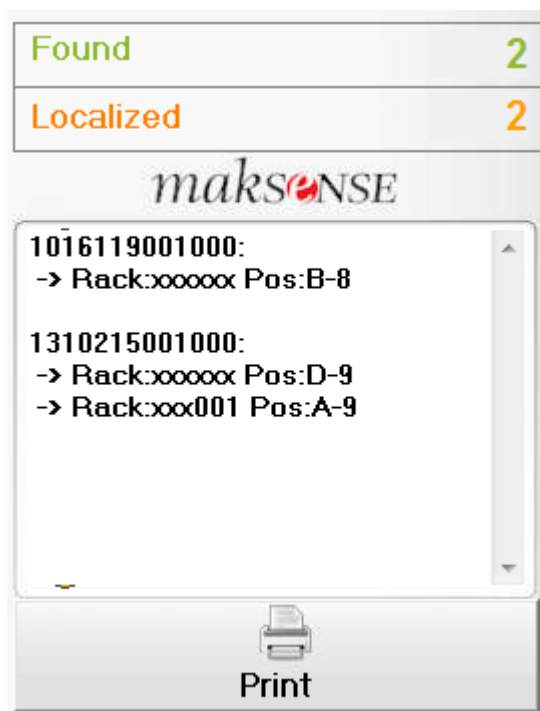 Found 2
Localized 2
makseNSE
1016119001000:
-> Rack:xxxxxx Pos:B-8
1310215001000:
-> Rack:xxxxxx Pos:D-9
-> Rack:xxx001 Pos:A-9
Print